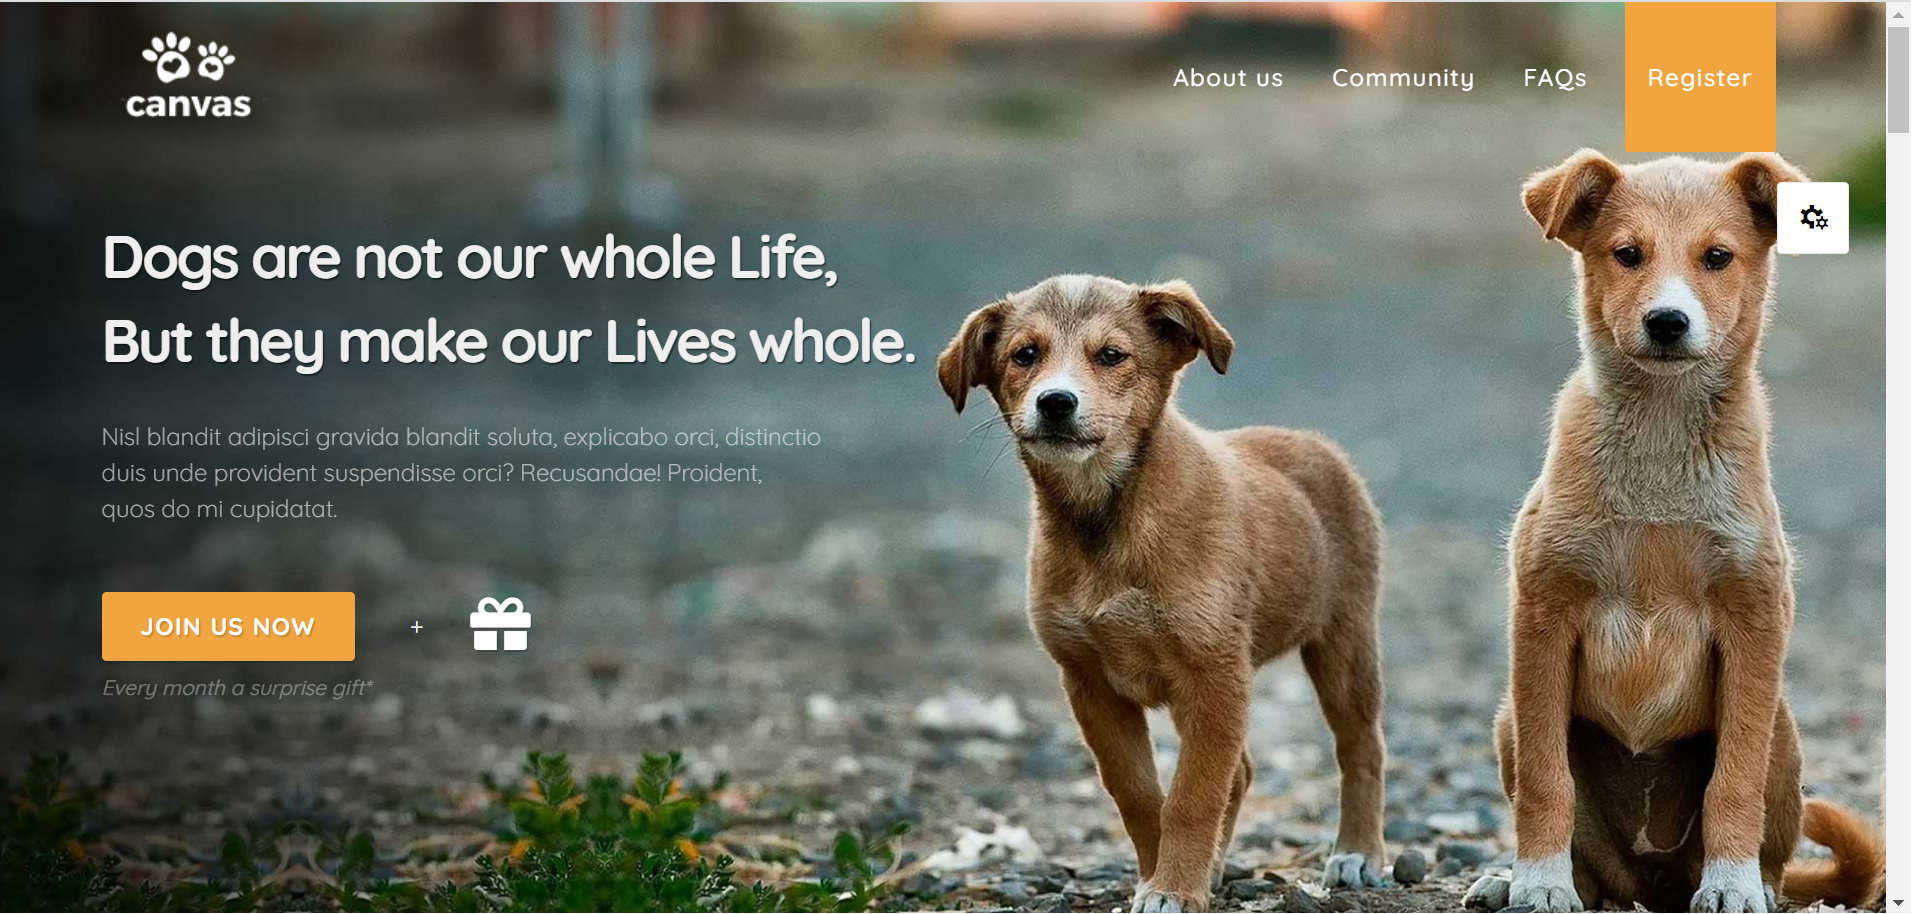 canvas
About us
Community
FAQs
Register
Dogs are not our whole Life,
But they make our Lives whole.
Nisl blandit adipisci gravida blandit soluta, explicabo orci, distinctio
duis unde provident suspendisse orci? Recusandae! Proident,
quos do mi cupidatat.
JOIN US NOW
+
Every month a surprise gift*